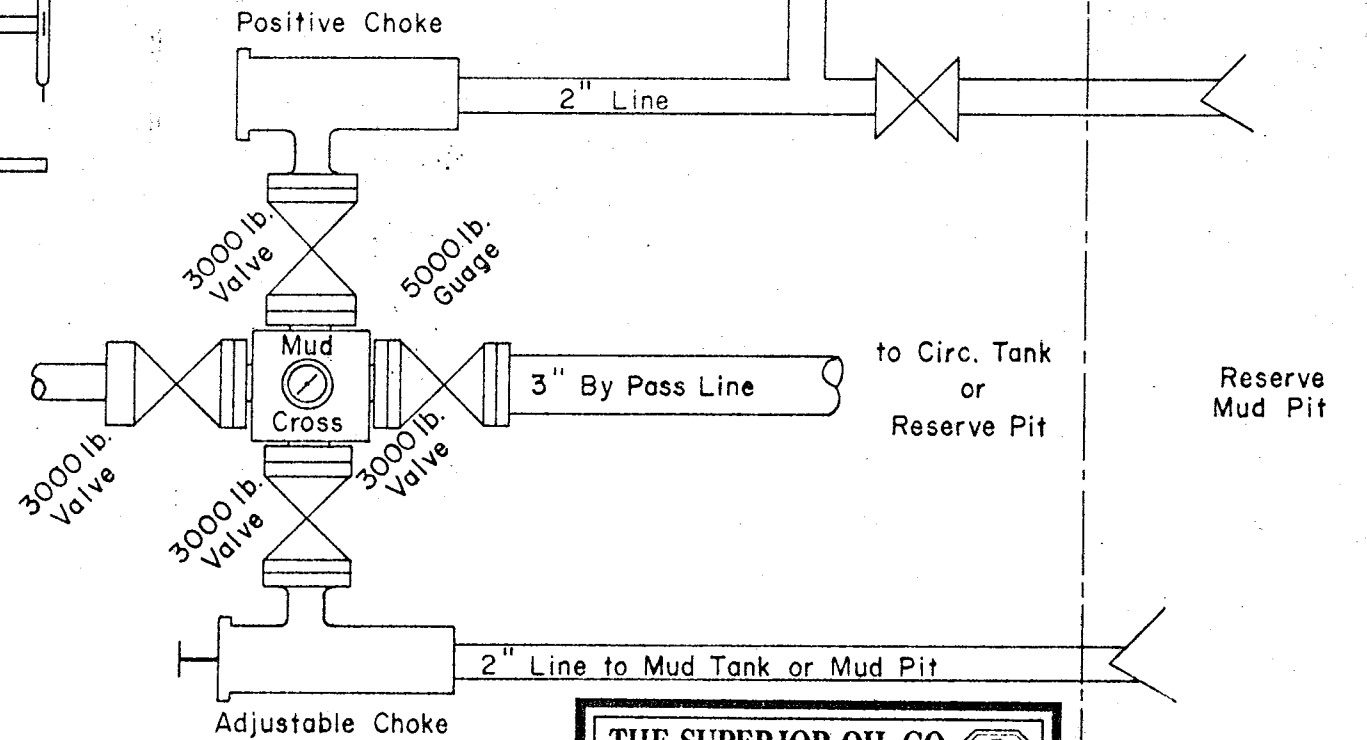 Positive Choke
2" Line
3000 lb.
Valve
5000 lb.
Guage
Mud
Cross
3" By Pass Line
to Circ. Tank
or
Reserve Pit
Reserve
Mud Pit
3000 lb.
Valve
3000 lb.
Valve
3000 lb.
Valve
2" Line to Mud Tank or Mud Pit
Adjustable Choke
THE SUPERIOR OIL CO